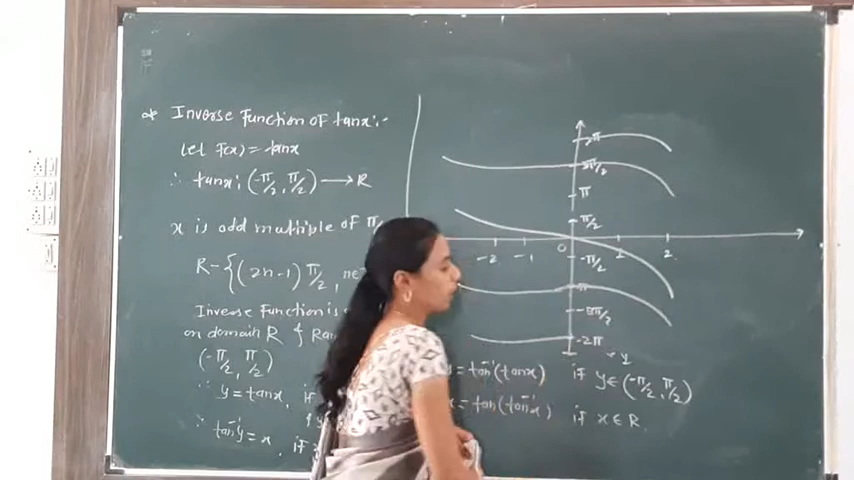 * Inverse Function of tanx :-
Let F(x) = tanx
∴ tanx: (-π/2, π/2) → R
x is odd multiple of π/
R-{(2n-1) π/2, n∈
Inverse Function is
on domain R &
(-π/2, π/2)
∴ y = tanx, if
∴ tan⁻¹y = x, if
= tan⁻¹(tanx) if y ∈ (-π/2, π/2)
= tan(tan⁻¹x) if x ∈ R.
2π
3π/2
π
π/2
-2 -1 0 2
-π/2
π
-3π/2
-2π
-y